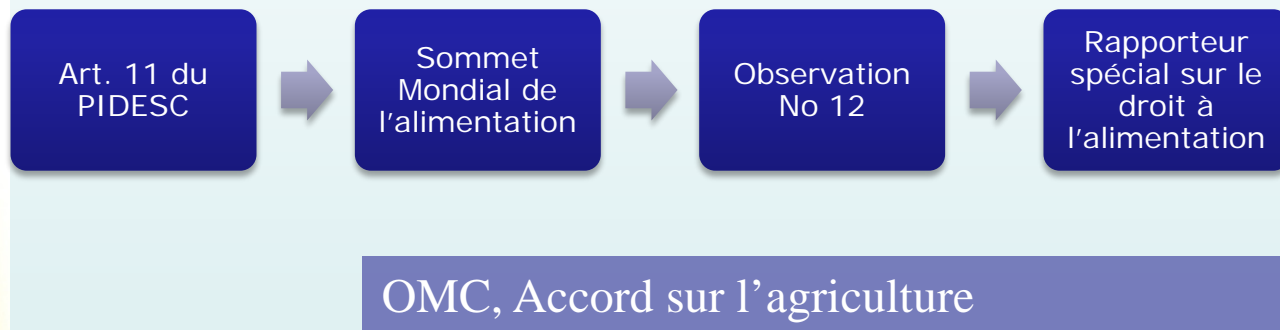 Art. 11 du
PIDESC
Sommet
Mondial de
l'alimentation
Observation
No 12
Rapporteur
spécial sur le
droit à
l'alimentation
OMC, Accord sur l’agriculture